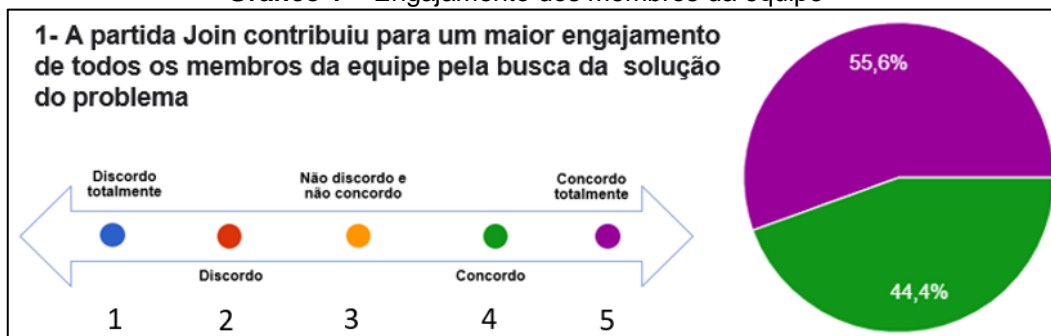 1- A partida Join contribuiu para um maior engajamento
de todos os membros da equipe pela busca da solução
do problema
55,6%
Discordo
totalmente
Não discordo e
não concordo
Concordo
totalmente
Discordo
Concordo
44,4%
1 2 3 4 5